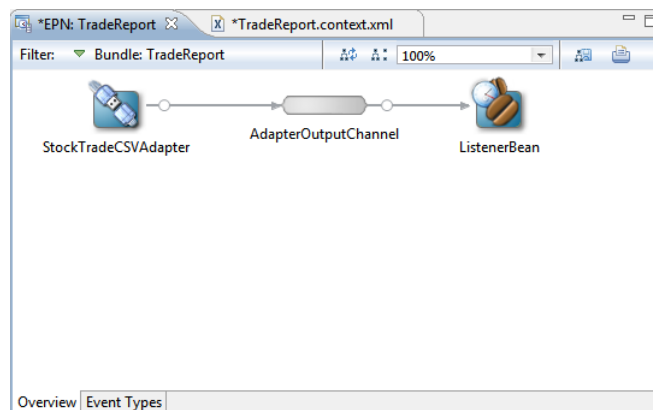 *EPN: TradeReport
*TradeReport.context.xml
Filter: Bundle: TradeReport 100%
StockTradeCSVAdapter
AdapterOutputChannel
ListenerBean
Overview Event Types